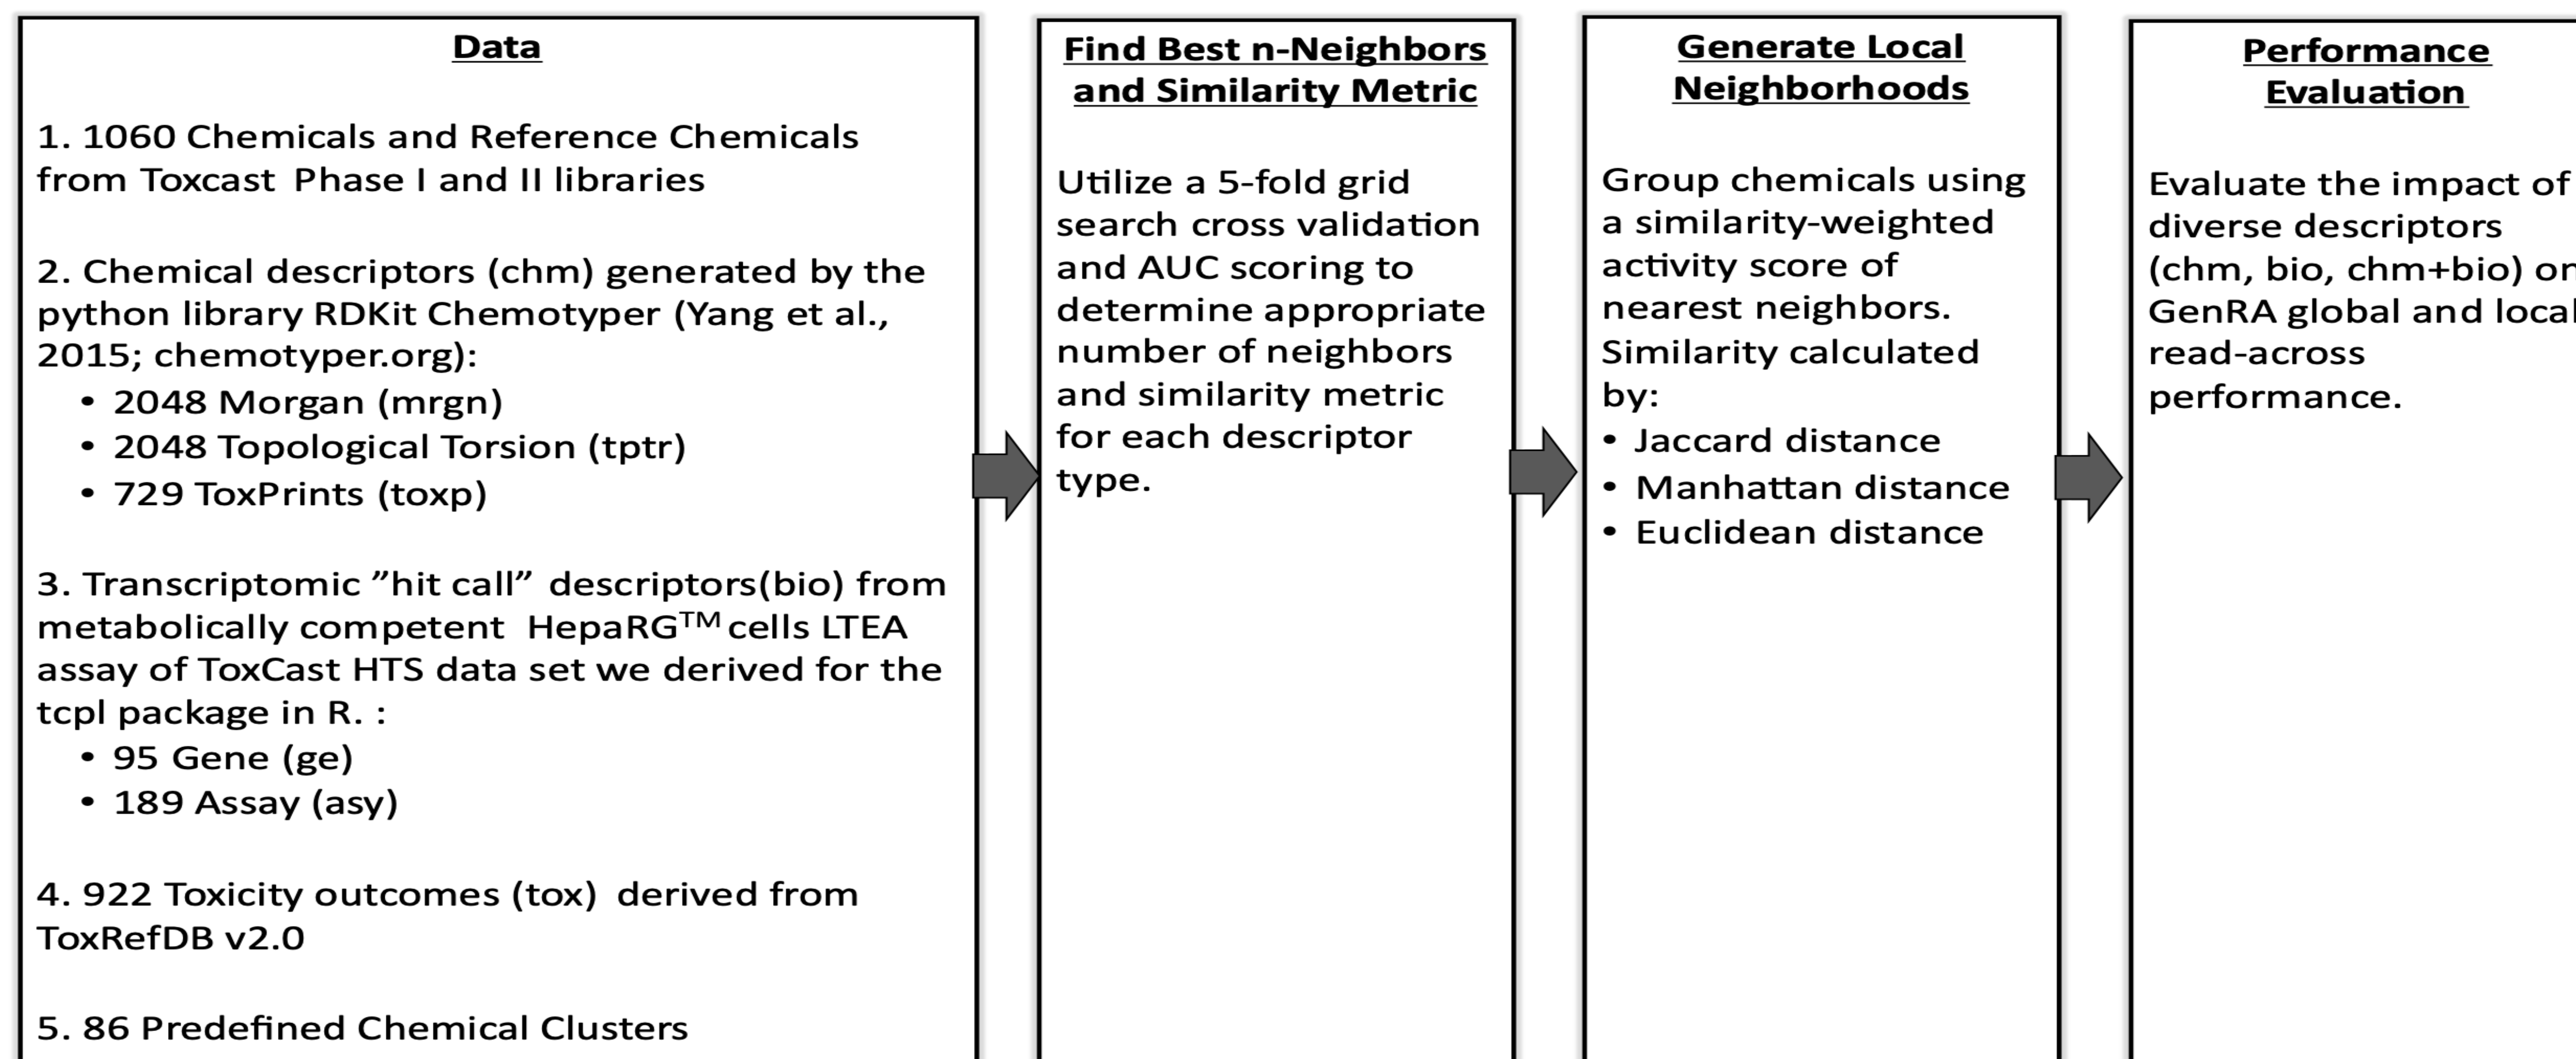 Data
1. 1060 Chemicals and Reference Chemicals
from Toxcast Phase I and II libraries
2. Chemical descriptors (chm) generated by the
python library RDKit Chemotyper (Yang et al.,
2015; chemotyper.org):
• 2048 Morgan (mrgn)
• 2048 Topological Torsion (tptr)
• 729 ToxPrints (toxp)
3. Transcriptomic ”hit call” descriptors(bio) from
metabolically competent HepaRG™ cells LTEA
assay of ToxCast HTS data set we derived for the
tcpl package in R. :
• 95 Gene (ge)
• 189 Assay (asy)
4. 922 Toxicity outcomes (tox) derived from
ToxRefDB v2.0
5. 86 Predefined Chemical Clusters
Find Best n-Neighbors
and Similarity Metric
Utilize a 5-fold grid
search cross validation
and AUC scoring to
determine appropriate
number of neighbors
and similarity metric
for each descriptor
type.
Generate Local
Neighborhoods
Group chemicals using
a similarity-weighted
activity score of
nearest neighbors.
Similarity calculated
by:
• Jaccard distance
• Manhattan distance
• Euclidean distance
Performance
Evaluation
Evaluate the impact of
diverse descriptors
(chm, bio, chm+bio) on
GenRA global and local
read-across
performance.